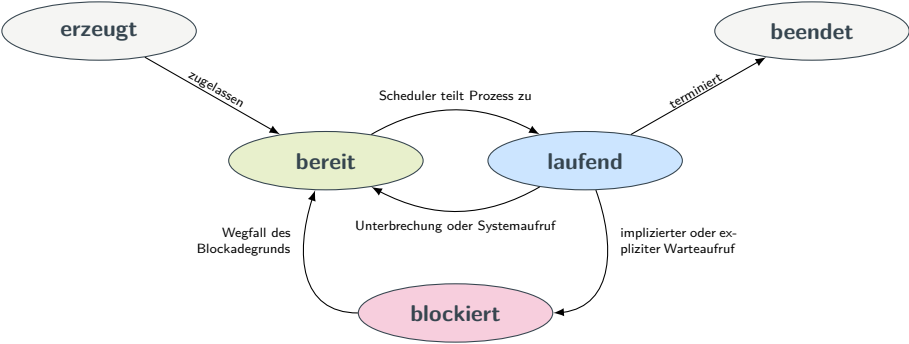 erzeugt
beendet
zugelassen
terminiert
Scheduler teilt Prozess zu
bereit
laufend
Unterbrechung oder Systemaufruf
Wegfall des
Blockadegrunds
implizierter oder ex-
pliziter Warteaufruf
blockiert